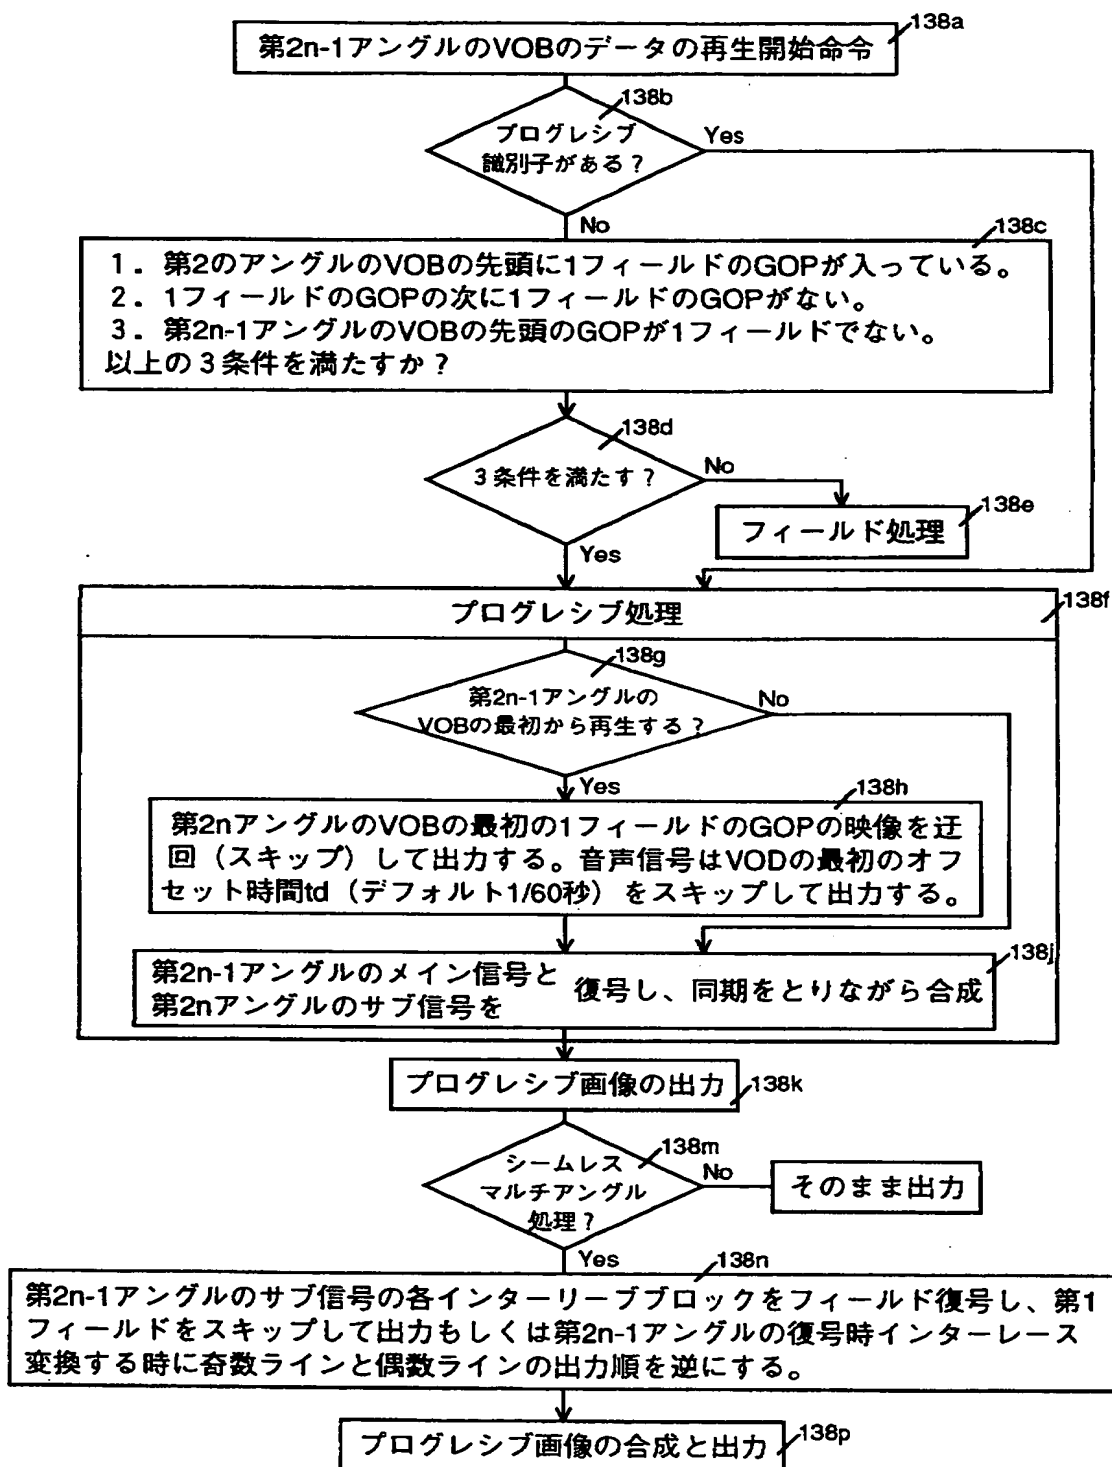 138a
第2n-1アングルのVOBのデータの再生開始命令
138b
プログレシブ
識別子がある?
Yes
No
138c
1. 第2のアングルのVOBの先頭に1フィールドのGOPが入っている。
2. 1フィールドのGOPの次に1フィールドのGOPがない。
3. 第2n-1アングルのVOBの先頭のGOPが1フィールドでない。
以上の3条件を満たすか?
138d
3条件を満たす?
No
138e
フィールド処理
Yes
プログレシブ処理
138f
138g
第2n-1アングルの
VOBの最初から再生する?
No
Yes
138h
第2nアングルのVOBの最初の1フィールドのGOPの映像を迂
回(スキップ)して出力する。音声信号はVODの最初のオフ
セット時間td(デフォルト1/60秒)をスキップして出力する。
138j
第2n-1アングルのメイン信号と
第2nアングルのサブ信号を
復号し、同期をとりながら合成
プログレシブ画像の出力
138k
138m
シームレス
マルチアングル
処理?
No
そのまま出力
Yes
138n
第2n-1アングルのサブ信号の各インターリーブブロックをフィールド復号し、第1
フィールドをスキップして出力もしくは第2n-1アングルの復号時インターレース
変換する時に奇数ラインと偶数ラインの出力順を逆にする。
プログレシブ画像の合成と出力
138p